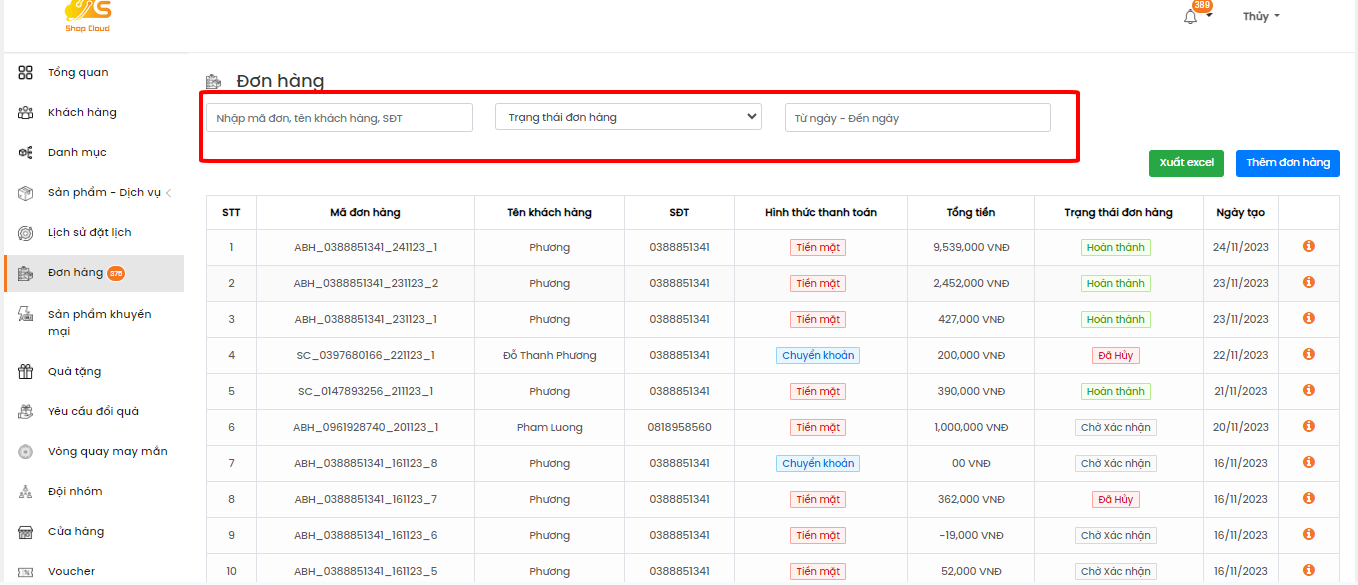 S
Shop Cloud
389
Thủy
Tổng quan
Khách hàng
Danh mục
Sản phẩm - Dịch vụ
Lịch sử đặt lịch
Đơn hàng 376
Sản phẩm khuyến
mại
Quà tặng
Yêu cầu đổi quà
Vòng quay may mắn
Đội nhóm
Cửa hàng
Voucher
Đơn hàng
Nhập mã đơn, tên khách hàng, SĐT Trạng thái đơn hàng Từ ngày - Đến ngày
Xuất excel Thêm đơn hàng
STT Mã đơn hàng Tên khách hàng SĐT Hình thức thanh toán Tổng tiền Trạng thái đơn hàng Ngày tạo
1 ABH_0388851341_241123_1 Phương 0388851341 Tiền mặt 9,539,000 VNĐ Hoàn thành 24/11/2023
2 ABH_0388851341_231123_2 Phương 0388851341 Tiền mặt 2,452,000 VNĐ Hoàn thành 23/11/2023
3 ABH_0388851341_231123_1 Phương 0388851341 Tiền mặt 427,000 VNĐ Hoàn thành 23/11/2023
4 SC_0397680166_221123_1 Đỗ Thanh Phương 0388851341 Chuyển khoản 200,000 VNĐ Đã Hủy 22/11/2023
5 SC_0147893256_211123_1 Phương 0388851341 Tiền mặt 390,000 VNĐ Hoàn thành 21/11/2023
6 ABH_0961928740_201123_1 Pham Luong 0818958560 Tiền mặt 1,000,000 VNĐ Chờ Xác nhận 20/11/2023
7 ABH_0388851341_161123_8 Phương 0388851341 Chuyển khoản 00 VNĐ Chờ Xác nhận 16/11/2023
8 ABH_0388851341_161123_7 Phương 0388851341 Tiền mặt 362,000 VNĐ Đã Hủy 16/11/2023
9 ABH_0388851341_161123_6 Phương 0388851341 Tiền mặt -19,000 VNĐ Chờ Xác nhận 16/11/2023
10 ABH_0388851341_161123_5 Phương 0388851341 Tiền mặt 52,000 VNĐ Chờ Xác nhận 16/11/2023